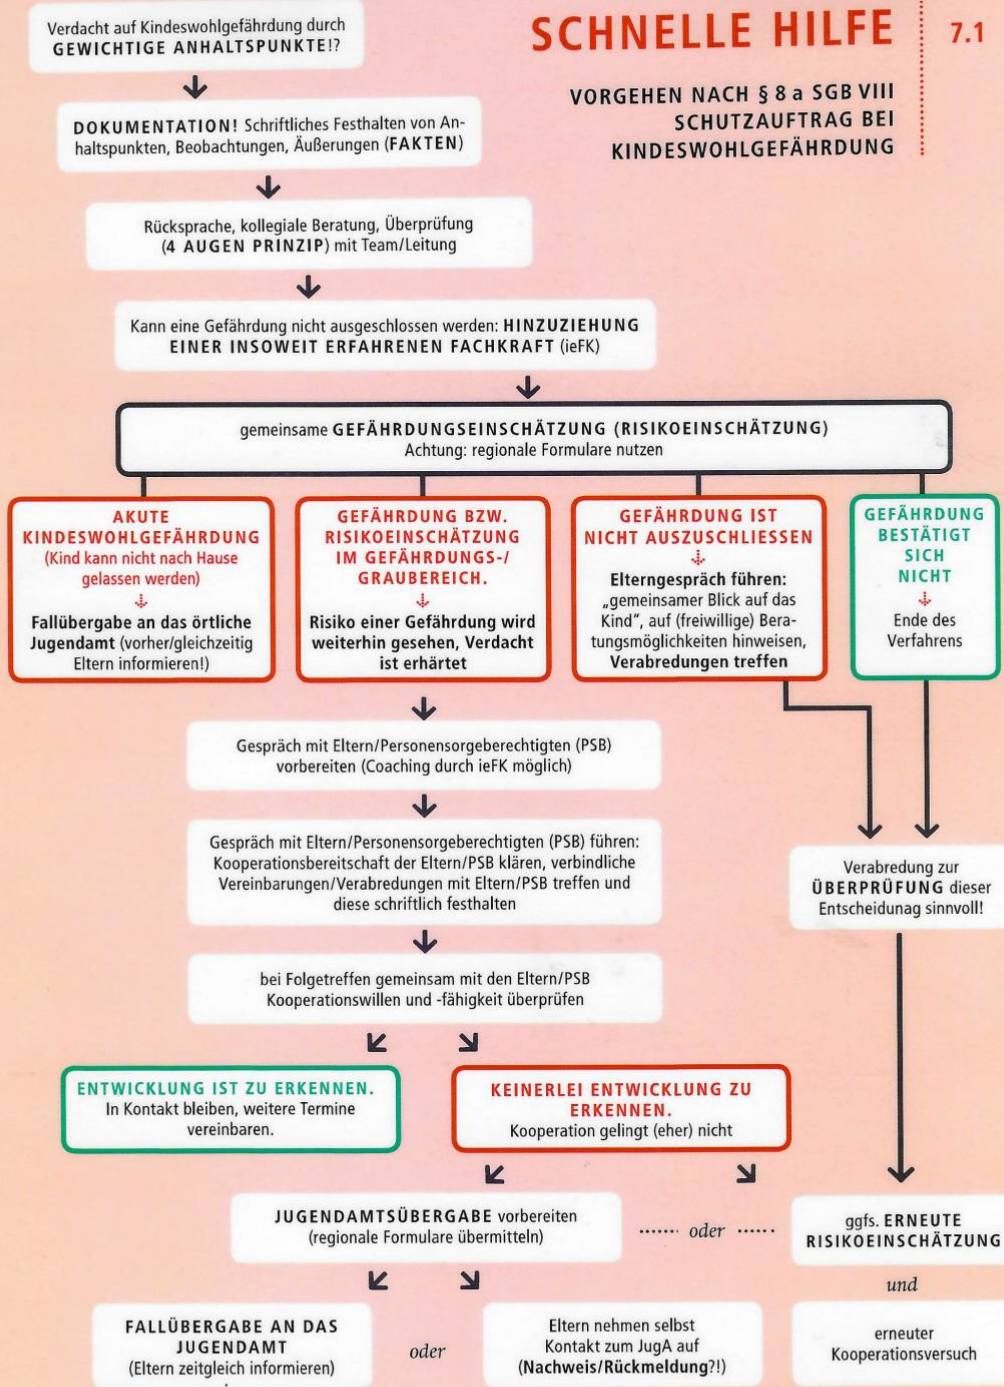 SCHNELLE HILFE
7.1
VORGEHEN NACH § 8 a SGB VIII
SCHUTZAUFTRAG BEI
KINDESWOHLGEFÄHRDUNG
Verdacht auf Kindeswohlgefährdung durch
GEWICHTIGE ANHALTSPUNKTE!?
DOKUMENTATION! Schriftliches Festhalten von An-
haltspunkten, Beobachtungen, Äußerungen (FAKTEN)
Rücksprache, kollegiale Beratung, Überprüfung
(4 AUGEN PRINZIP) mit Team/Leitung
Kann eine Gefährdung nicht ausgeschlossen werden: HINZUZIEHUNG
EINER INSOWEIT ERFAHRENEN FACHKRAFT (ieFK)
gemeinsame GEFÄHRDUNGSEINSCHÄTZUNG (RISIKOEINSCHÄTZUNG)
Achtung: regionale Formulare nutzen
AKUTE
KINDESWOHLGEFÄHRDUNG
(Kind kann nicht nach Hause
gelassen werden)
Fallübergabe an das örtliche
Jugendamt (vorher/gleichzeitig
Eltern informieren!)
GEFÄHRDUNG BZW.
RISIKOEINSCHÄTZUNG
IM GEFÄHRDUNGS-/
GRAUBEREICH.
Risiko einer Gefährdung wird
weiterhin gesehen, Verdacht
ist erhärtet
GEFÄHRDUNG IST
NICHT AUSZUSCHLIESSEN
Elterngespräch führen:
„gemeinsamer Blick auf das
Kind“, auf (freiwillige) Bera-
tungsmöglichkeiten hinweisen,
Verabredungen treffen
GEFÄHRDUNG
BESTÄTIGT
SICH
NICHT
Ende des
Verfahrens
Gespräch mit Eltern/Personensorgeberechtigten (PSB)
vorbereiten (Coaching durch ieFK möglich)
Gespräch mit Eltern/Personensorgeberechtigten (PSB) führen:
Kooperationsbereitschaft der Eltern/PSB klären, verbindliche
Vereinbarungen/Verabredungen mit Eltern/PSB treffen und
diese schriftlich festhalten
Verabredung zur
ÜBERPRÜFUNG dieser
Entscheidunag sinnvoll!
bei Folgetreffen gemeinsam mit den Eltern/PSB
Kooperationswillen und -fähigkeit überprüfen
ENTWICKLUNG IST ZU ERKENNEN.
In Kontakt bleiben, weitere Termine
vereinbaren.
KEINERLEI ENTWICKLUNG ZU
ERKENNEN.
Kooperation gelingt (eher) nicht
JUGENDAMTSÜBERGABE vorbereiten
(regionale Formulare übermitteln)
oder
ggfs. ERNEUTE
RISIKOEINSCHÄTZUNG
und
FALLÜBERGABE AN DAS
JUGENDAMT
(Eltern zeitgleich informieren)
oder
Eltern nehmen selbst
Kontakt zum JugA auf
(Nachweis/Rückmeldung?!)
erneuter
Kooperationsversuch